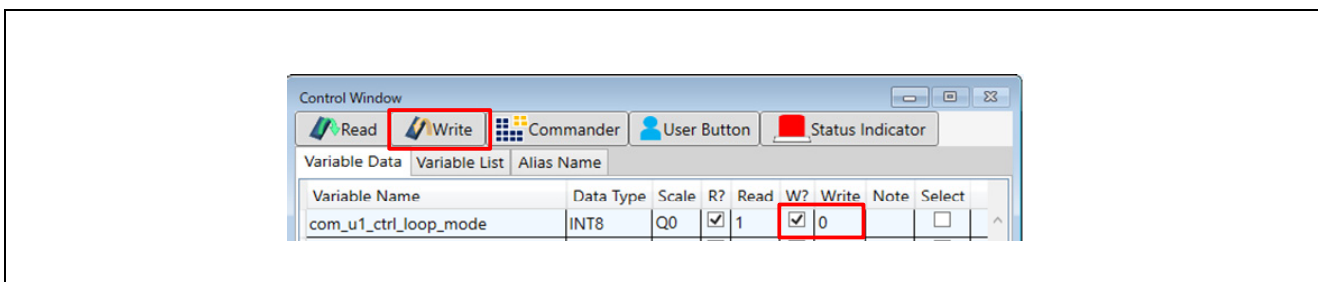 Control Window
Read Write Commander User Button Status Indicator
Variable Data Variable List Alias Name
Variable Name Data Type Scale R? Read W? Write Note Select
com_u1_ctrl_loop_mode INT8 Q0 1 0